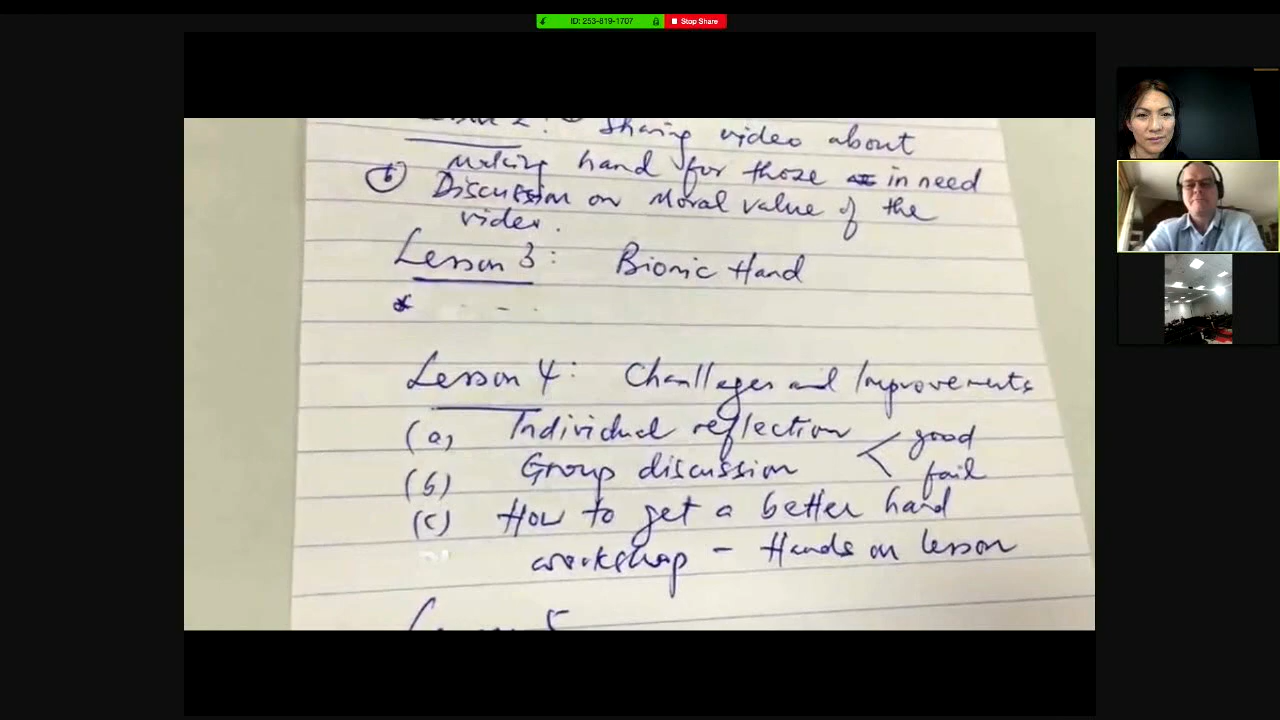 ID: 253-819-1707
Stop Share
Sharing video about
making hand for those in need
(b) Discussion on Moral value of the
video.
Lesson 3: Bionic Hand
*
Lesson 4: Challages and Improvements
(a) Individual reflection < good
(b) Group discussion fail
(c) How to get a better hand
workshop - Hands on lesson